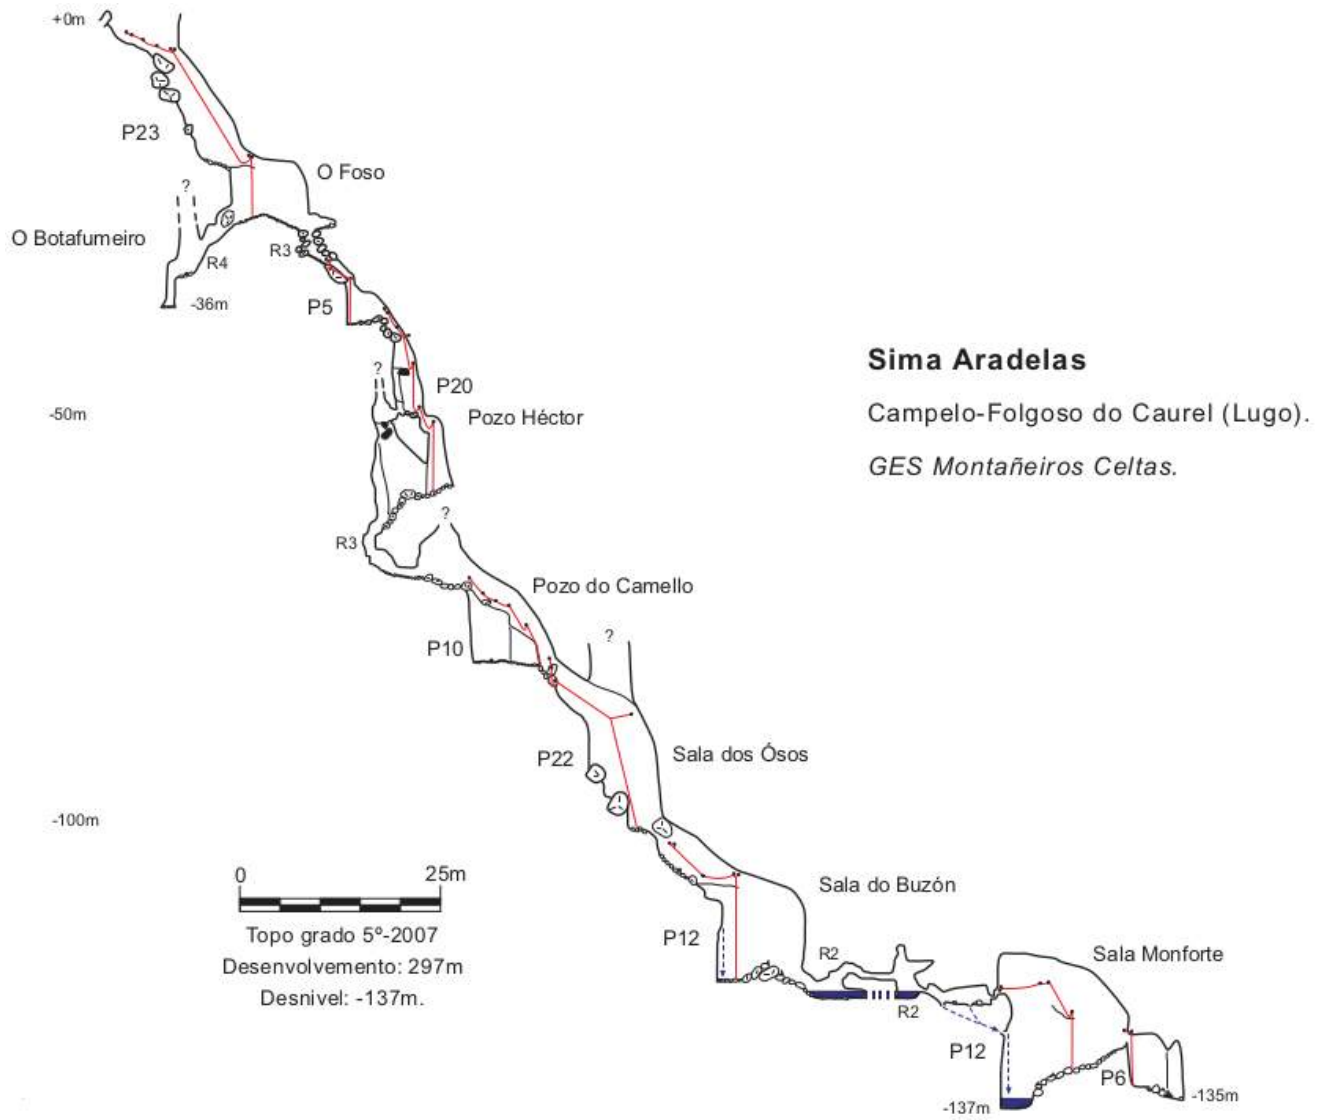 +0m
P23
O Foso
?
O Botafumeiro
R3
R4
-36m
P5
Sima Aradelas
?
P20
-50m
Pozo Héctor
Campelo-Folgoso do Caurel (Lugo).
GES Montañeiros Celtas.
?
R3
Pozo do Camello
?
P10
P22
Sala dos Ósos
-100m
0
25m
Sala do Buzón
Topo grado 5º-2007
P12
R2
Sala Monforte
Desenvolvemento: 297m
Desnivel: -137m.
R2
P12
P6
-135m
-137m